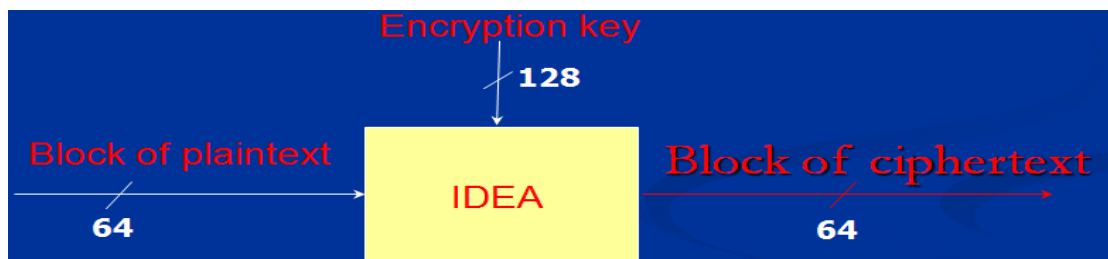 Encryption key
128
Block of plaintext
64
IDEA
Block of ciphertext
64